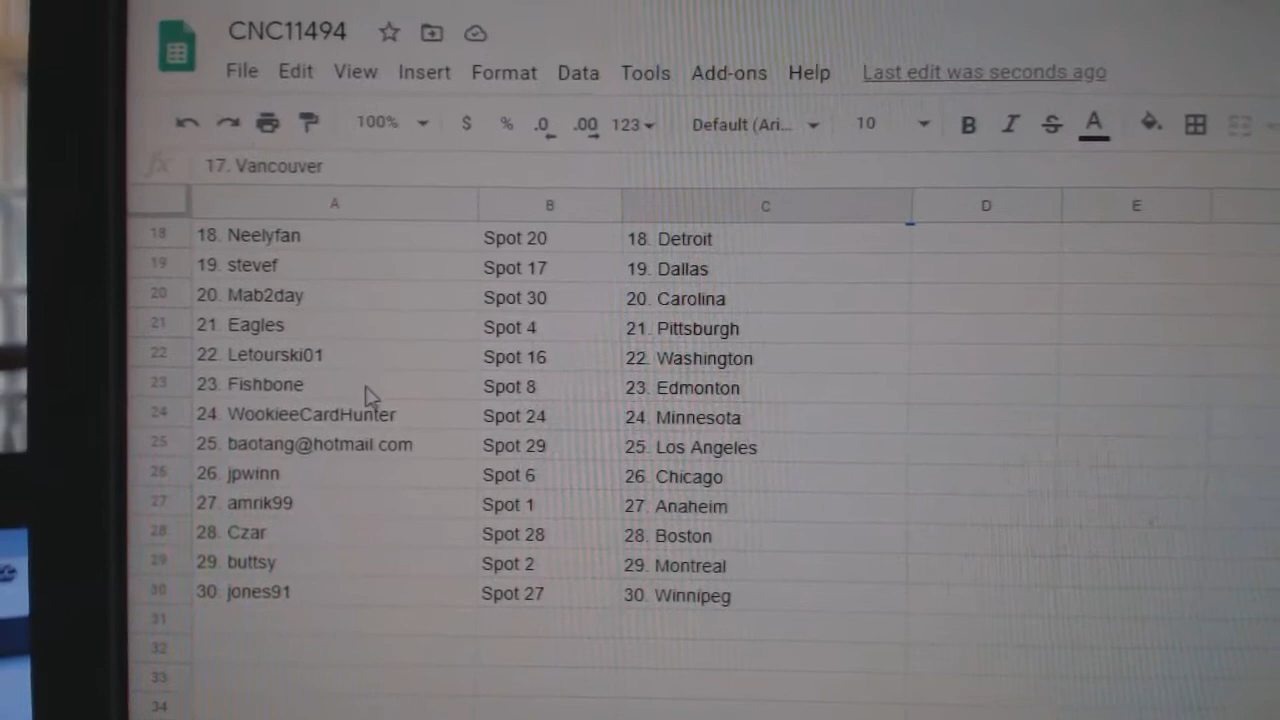 CNC11494
File Edit View Insert Format Data Tools Add-ons Help Last edit was seconds ago
100% $ % .0 .00 123 Default (Ari... 10 B I S A
fx 17. Vancouver
A B C D E
18 18. Neelyfan Spot 20 18. Detroit
19 19. stevef Spot 17 19. Dallas
20 20. Mab2day Spot 30 20. Carolina
21 21. Eagles Spot 4 21. Pittsburgh
22 22. Letourski01 Spot 16 22. Washington
23 23. Fishbone Spot 8 23. Edmonton
24 24. WookieeCardHunter Spot 24 24. Minnesota
25 25. baotang@hotmail.com Spot 29 25. Los Angeles
26 26. jpwinn Spot 6 26. Chicago
27 27. amrik99 Spot 1 27. Anaheim
28 28. Czar Spot 28 28. Boston
29 29. buttsy Spot 2 29. Montreal
30 30. jones91 Spot 27 30. Winnipeg
31
32
33
34